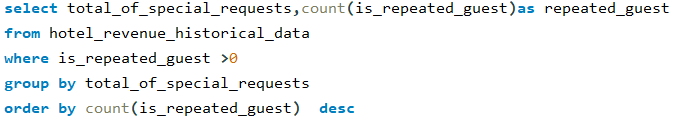 select total_of_special_requests,count(is_repeated_guest)as repeated_guest
from hotel_revenue_historical_data
where is_repeated_guest >0
group by total_of_special_requests
order by count(is_repeated_guest)  desc